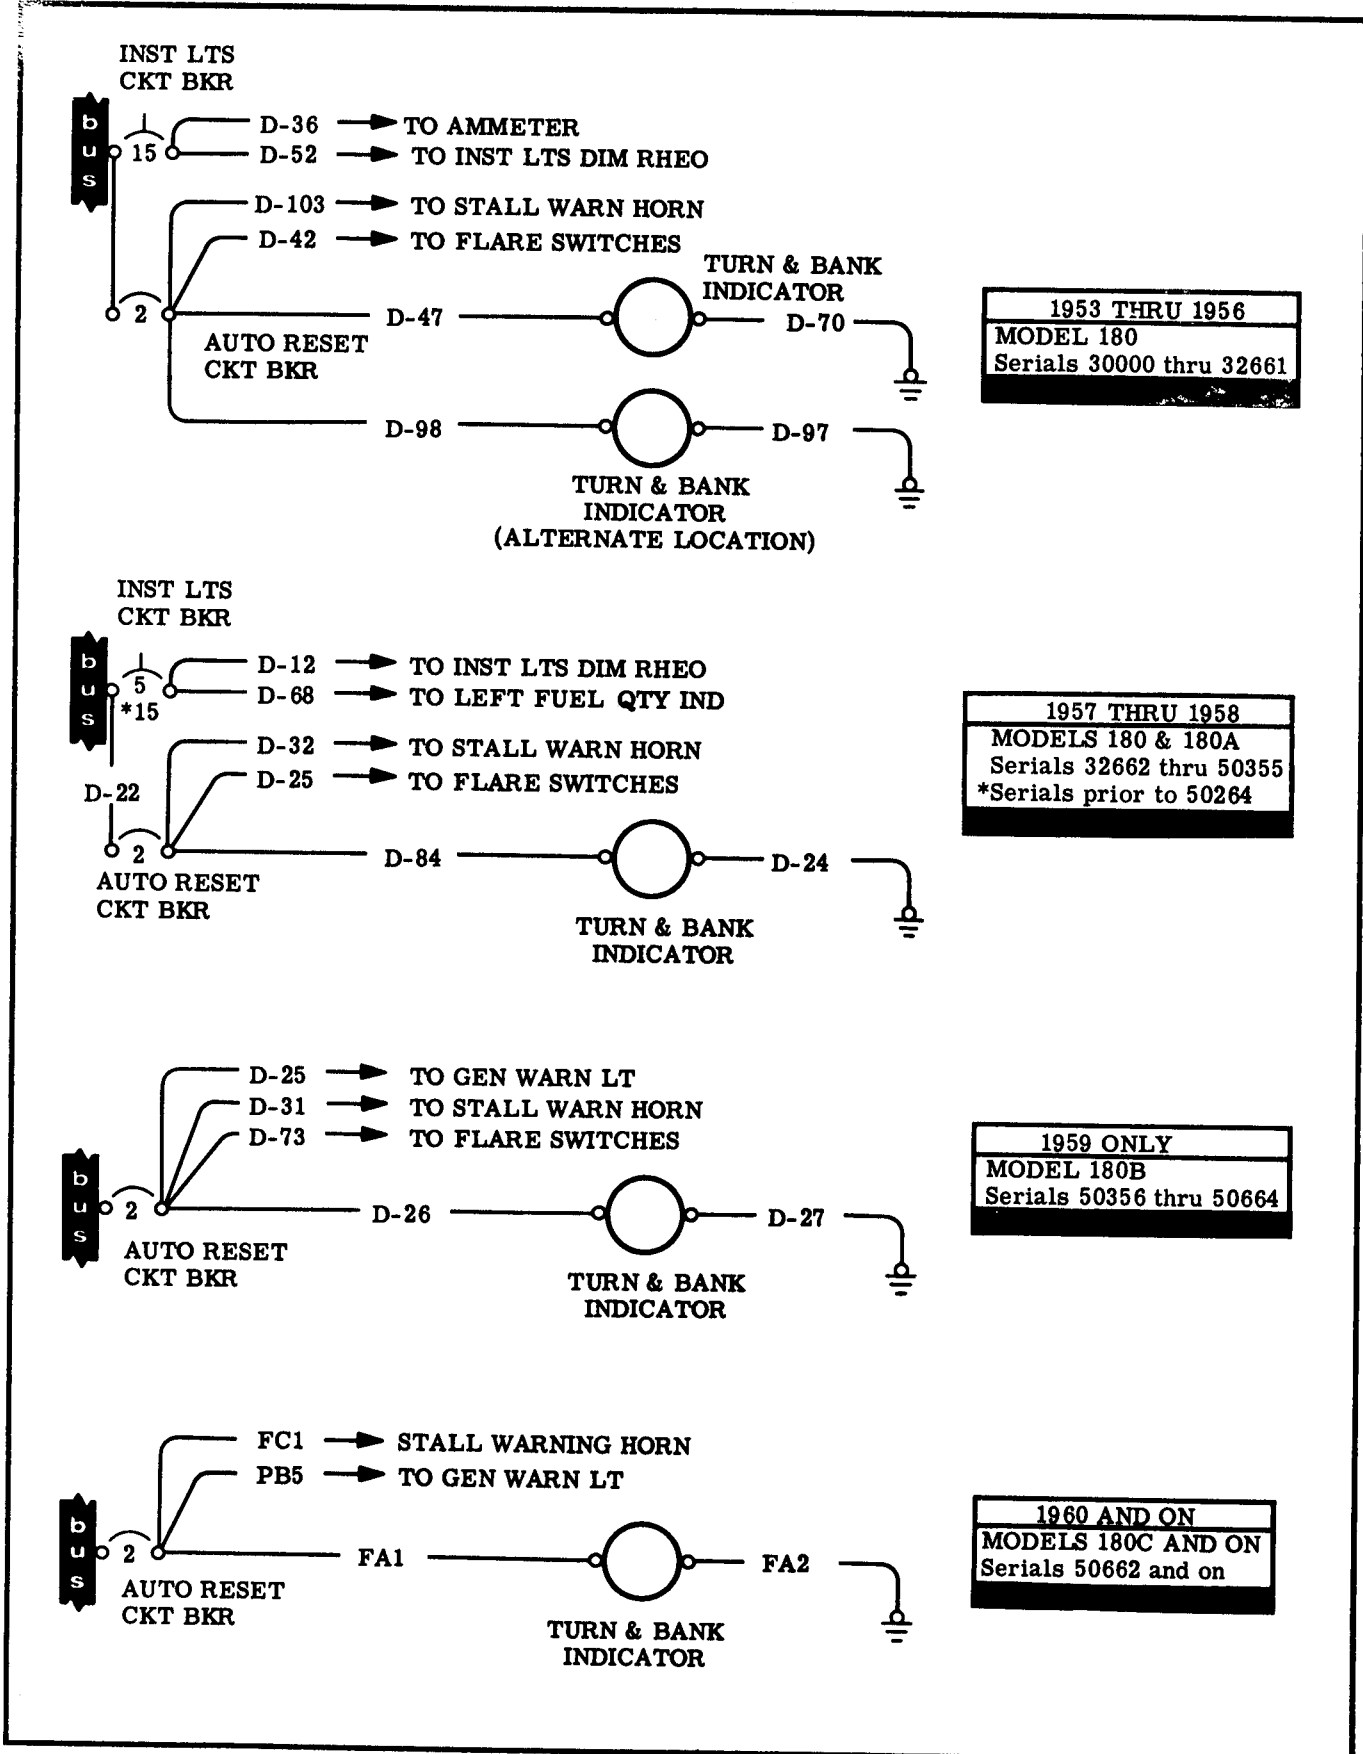 INST LTS
CKT BKR
bus
15
D-36 TO AMMETER
D-52 TO INST LTS DIM RHEO
D-103 TO STALL WARN HORN
D-42 TO FLARE SWITCHES
TURN & BANK
INDICATOR
2
D-47
D-70
AUTO RESET
CKT BKR
D-98
D-97
TURN & BANK
INDICATOR
(ALTERNATE LOCATION)
1953 THRU 1956
MODEL 180
Serials 30000 thru 32661
INST LTS
CKT BKR
bus
5
*15
D-12 TO INST LTS DIM RHEO
D-68 TO LEFT FUEL QTY IND
D-32 TO STALL WARN HORN
D-25 TO FLARE SWITCHES
D-22
2
D-84
D-24
AUTO RESET
CKT BKR
TURN & BANK
INDICATOR
1957 THRU 1958
MODELS 180 & 180A
Serials 32662 thru 50355
*Serials prior to 50264
D-25 TO GEN WARN LT
D-31 TO STALL WARN HORN
D-73 TO FLARE SWITCHES
bus
2
D-26
D-27
AUTO RESET
CKT BKR
TURN & BANK
INDICATOR
1959 ONLY
MODEL 180B
Serials 50356 thru 50664
FC1 STALL WARNING HORN
PB5 TO GEN WARN LT
bus
2
FA1
FA2
AUTO RESET
CKT BKR
TURN & BANK
INDICATOR
1960 AND ON
MODELS 180C AND ON
Serials 50662 and on